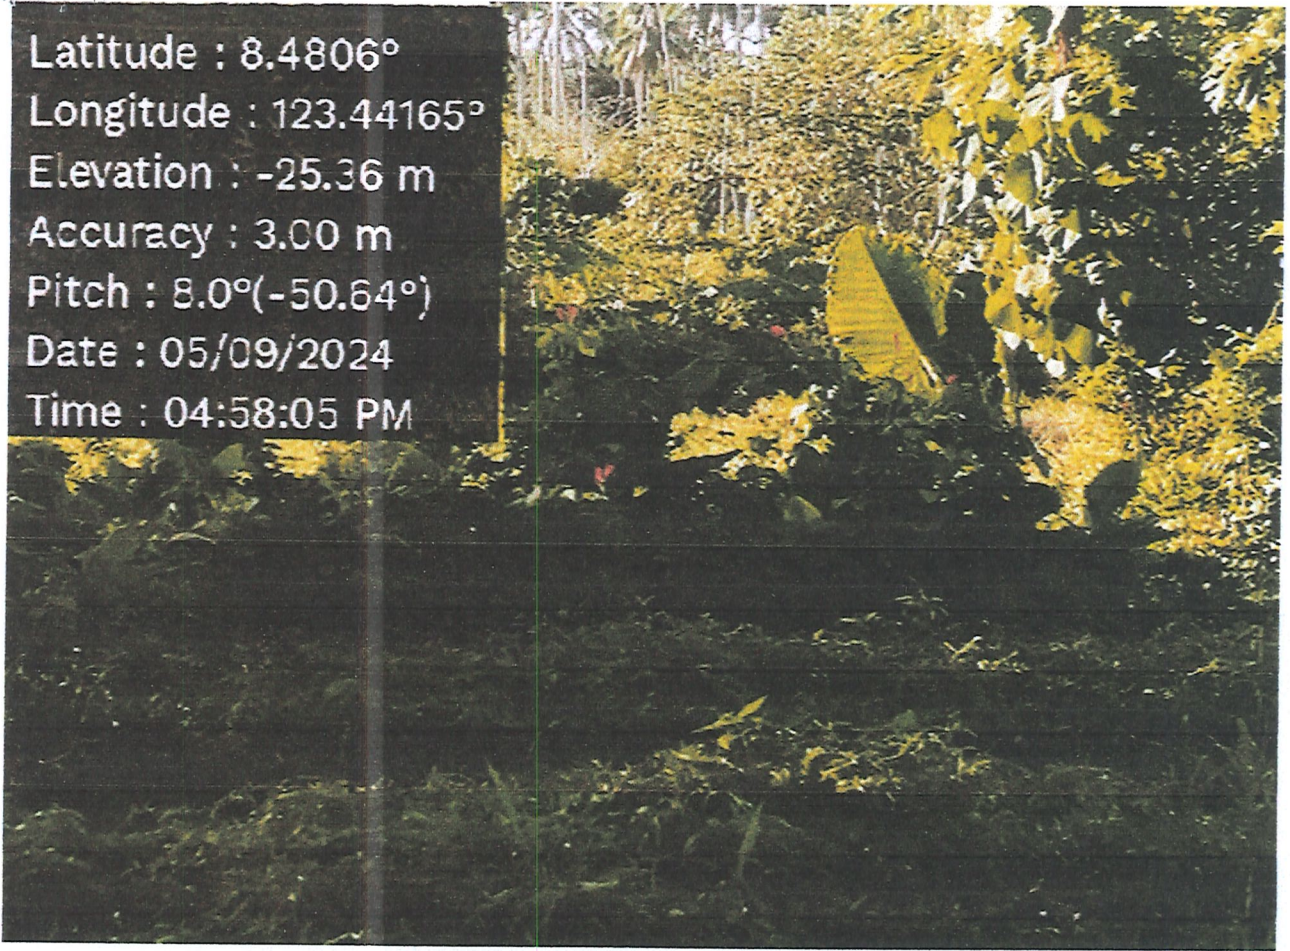 Latitude : 8.4806°
Longitude : 123.44165°
Elevation : -25.36 m
Accuracy : 3.00 m
Pitch : 8.0°(-50.64°)
Date : 05/09/2024
Time : 04:58:05 PM